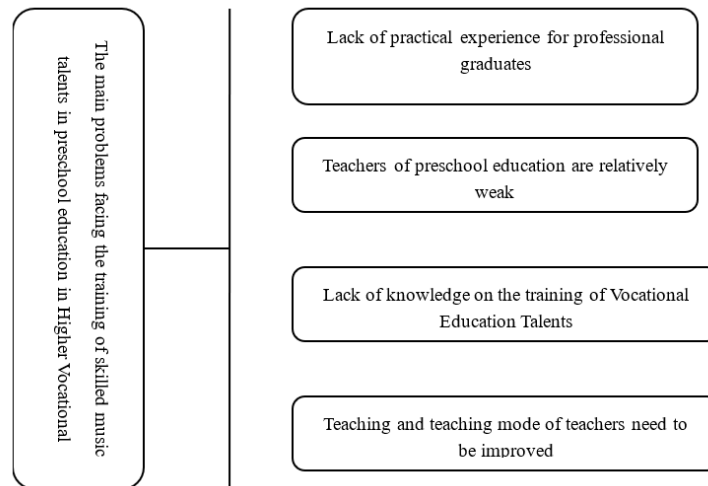 The main problems facing the training of skilled music
talents in preschool education in Higher Vocational
Lack of practical experience for professional
graduates
Teachers of preschool education are relatively
weak
Lack of knowledge on the training of Vocational
Education Talents
Teaching and teaching mode of teachers need to
be improved